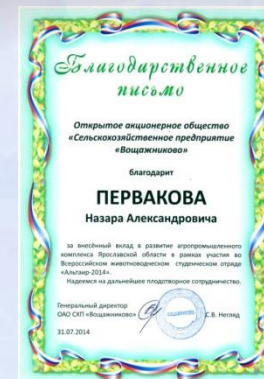 Благодарственное
письмо
Открытое акционерное общество
«Сельскохозяйственное предприятие
«Вощажниково»
благодарит
ПЕРВАКОВА
Назара Александровича
за внесённый вклад в развитие агропромышленного
комплекса Ярославской области в рамках участия во
Всероссийском животноводческом студенческом отряде
«Альтаир-2014».
Надеемся на дальнейшее плодотворное сотрудничество.
Генеральный директор
ОАО СХП «Вощажниково» С.В. Негляд
31.07.2014